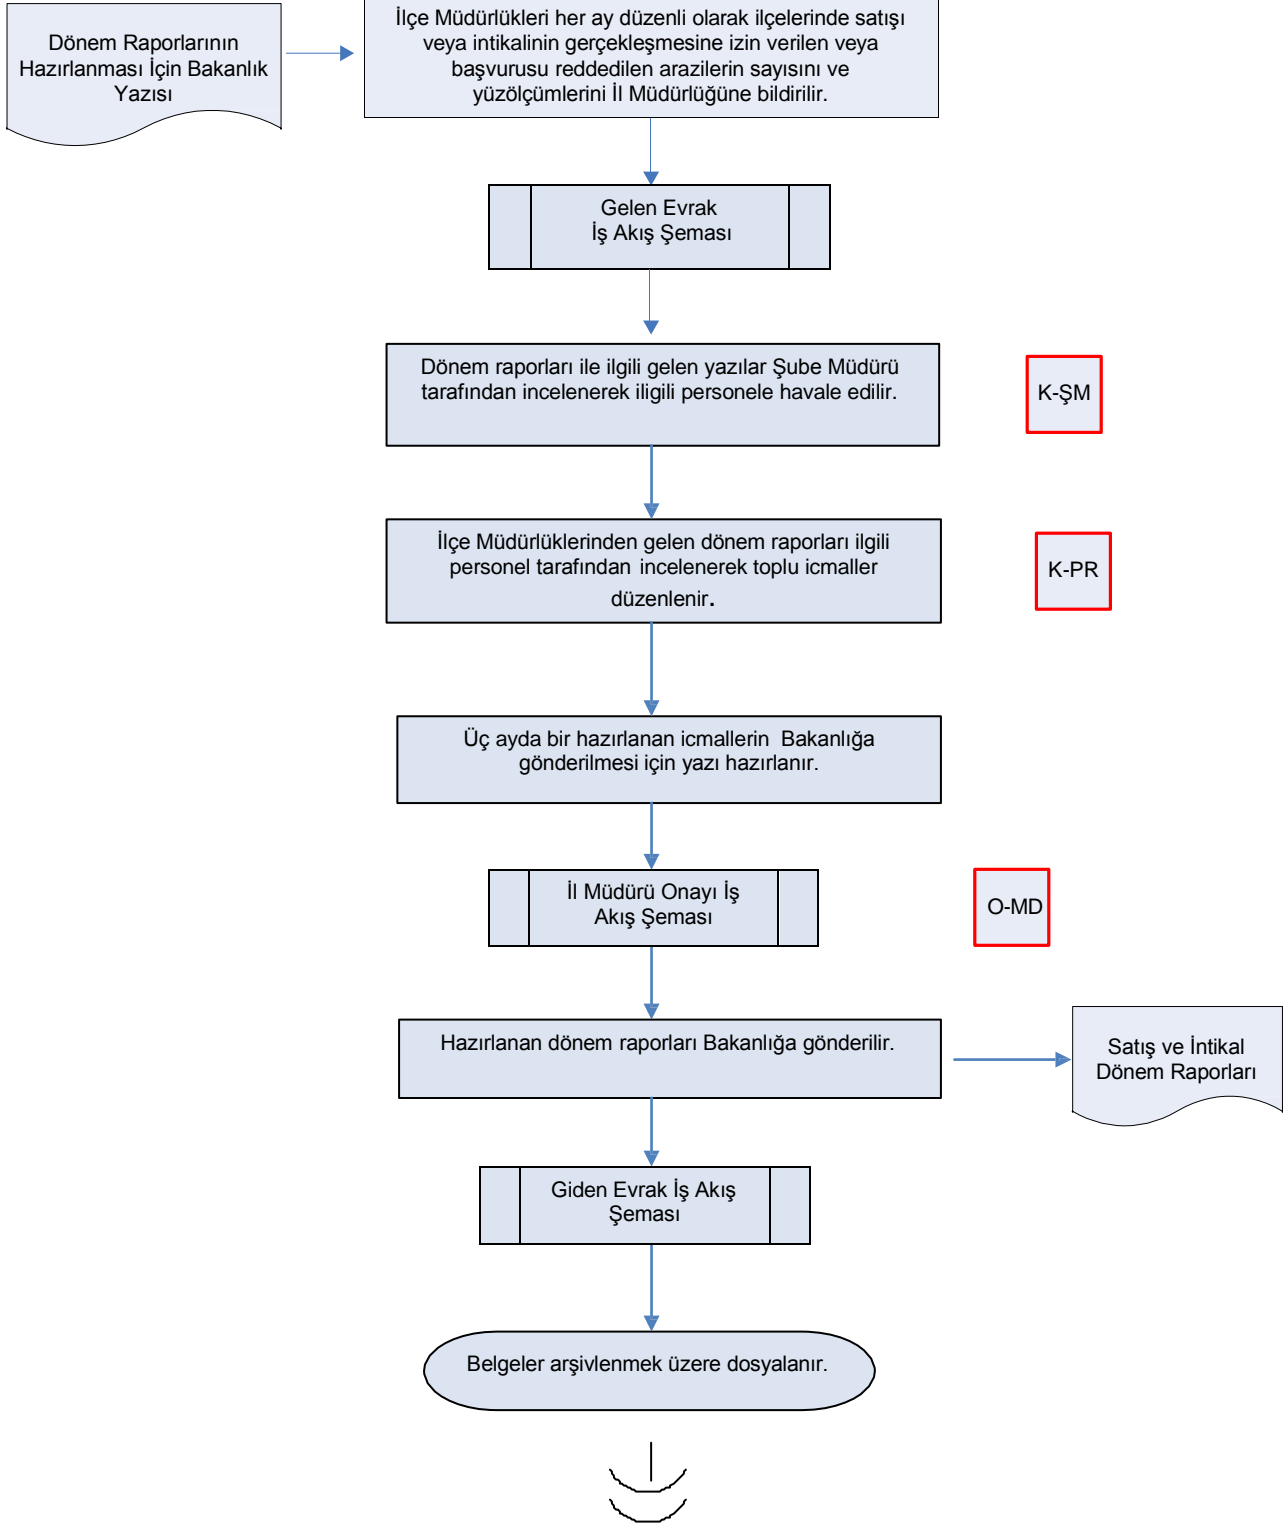 Dönem Raporlarının
Hazırlanması İçin Bakanlık
Yazısı
İlçe Müdürlükleri her ay düzenli olarak ilçelerinde satışı
veya intikalinin gerçekleşmesine izin verilen veya
başvurusu reddedilen arazilerin sayısını ve
yüzölçümlerini İl Müdürlüğüne bildirilir.
Gelen Evrak
İş Akış Şeması
Dönem raporları ile ilgili gelen yazılar Şube Müdürü
tarafından incelenerek iligili personele havale edilir.
K-ŞM
İlçe Müdürlüklerinden gelen dönem raporları ilgili
personel tarafından incelenerek toplu icmaller
düzenlenir.
K-PR
Üç ayda bir hazırlanan icmallerin Bakanlığa
gönderilmesi için yazı hazırlanır.
İl Müdürü Onayı İş
Akış Şeması
O-MD
Hazırlanan dönem raporları Bakanlığa gönderilir.
Satış ve İntikal
Dönem Raporları
Giden Evrak İş Akış
Şeması
Belgeler arşivlenmek üzere dosyalanır.